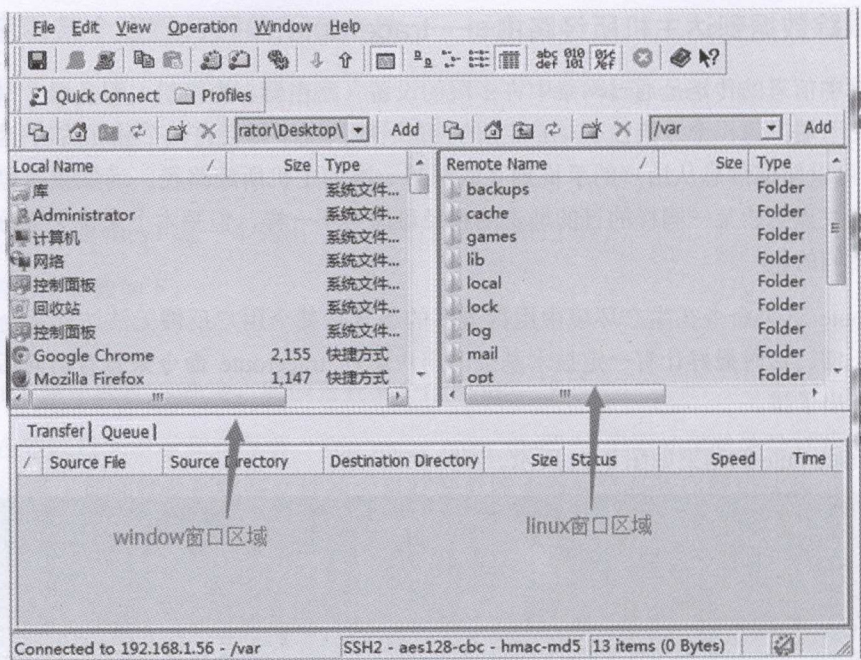 File Edit View Operation Window Help
abc def 010 101
Quick Connect Profiles
rator\Desktop\ Add /var Add
Local Name / Size Type
库 系统文件...
Administrator 系统文件...
计算机 系统文件...
网络 系统文件...
控制面板 系统文件...
回收站 系统文件...
控制面板 系统文件...
Google Chrome 2,155 快捷方式
Mozilla Firefox 1,147 快捷方式
Remote Name / Size Type
backups Folder
cache Folder
games Folder
lib Folder
local Folder
lock Folder
log Folder
mail Folder
opt Folder
Transfer Queue
/ Source File Source Directory Destination Directory Size Status Speed Time
window窗口区域
linux窗口区域
Connected to 192.168.1.56 - /var SSH2 - aes128-cbc - hmac-md5 13 items (0 Bytes)